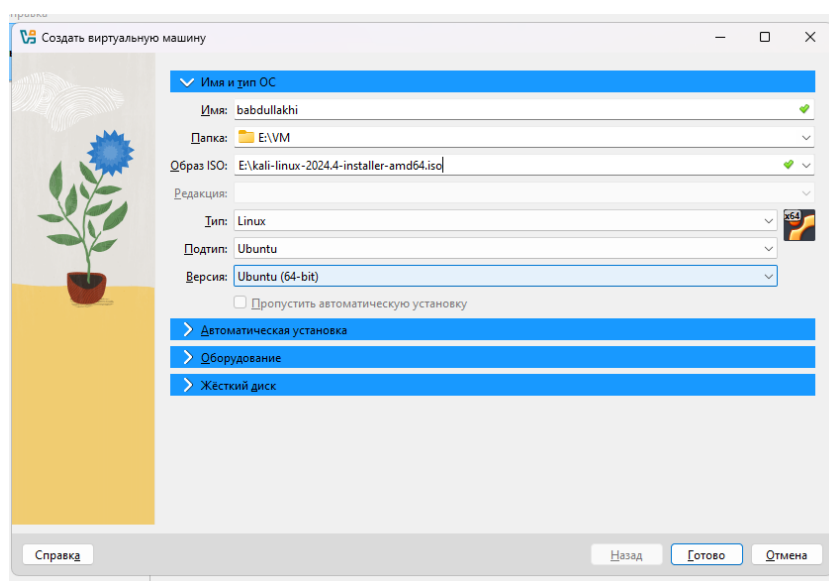 Создать виртуальную машину
Имя и тип ОС
Имя: babdullakhi
Папка: E:\VM
Образ ISO: E:\kali-linux-2024.4-installer-amd64.iso
Редакция:
Тип: Linux
x64
Подтип: Ubuntu
Версия: Ubuntu (64-bit)
Пропустить автоматическую установку
Автоматическая установка
Оборудование
Жёсткий диск
Справка
Назад Готово Отмена